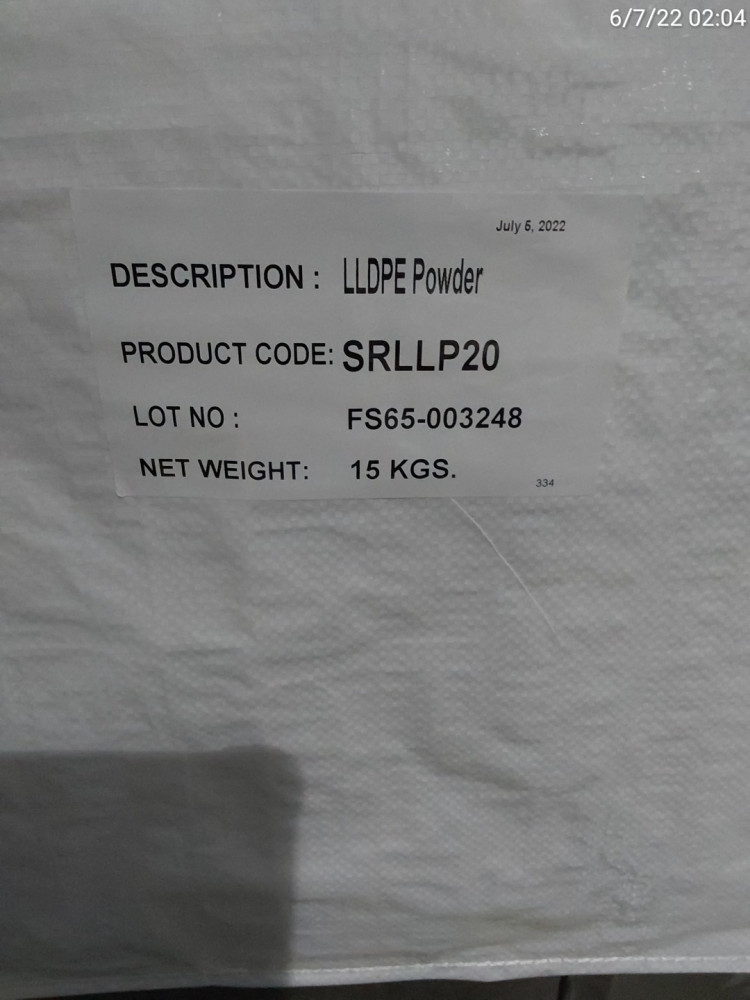 6/7/22 02:04
July 6, 2022
DESCRIPTION : LLDPE Powder
PRODUCT CODE: SRLLP20
LOT NO : FS65-003248
NET WEIGHT: 15 KGS.
334